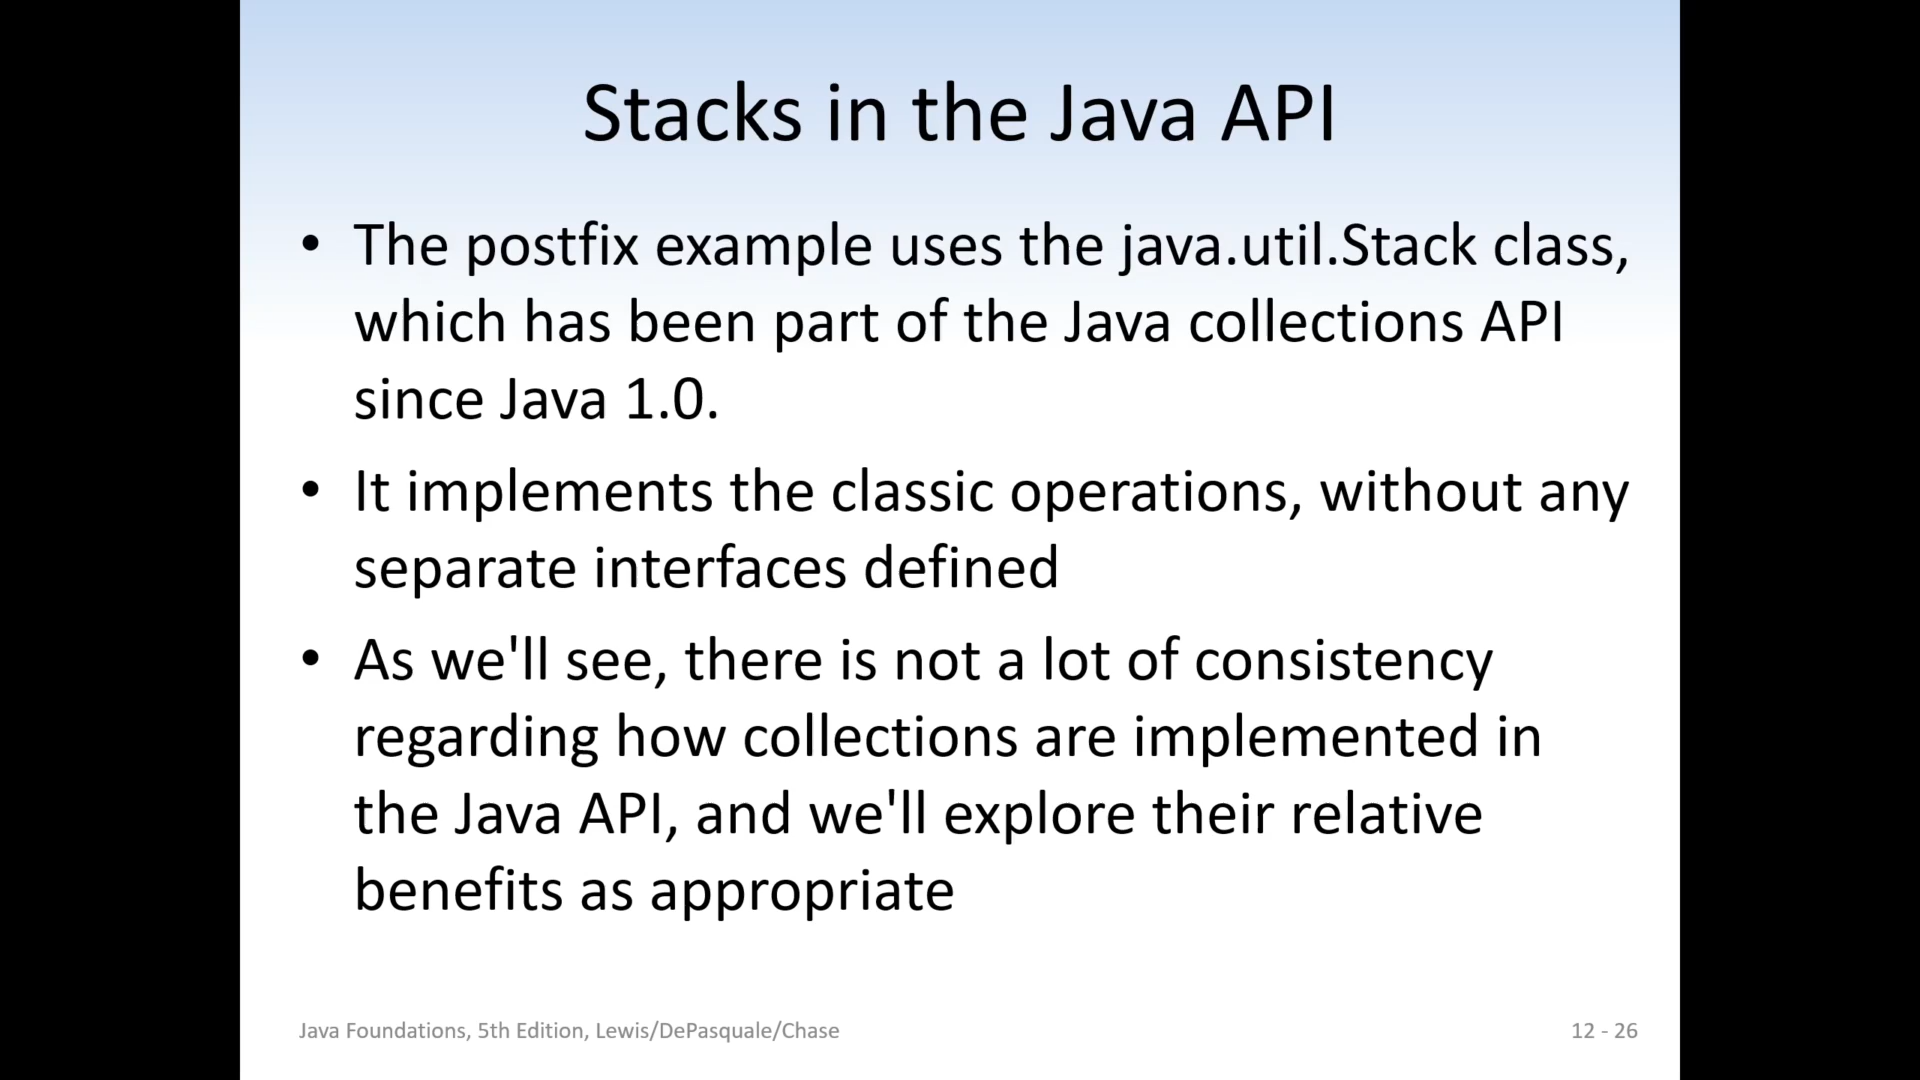 Stacks in the Java API
• The postfix example uses the java.util.Stack class,
which has been part of the Java collections API
since Java 1.0.
• It implements the classic operations, without any
separate interfaces defined
• As we'll see, there is not a lot of consistency
regarding how collections are implemented in
the Java API, and we'll explore their relative
benefits as appropriate
Java Foundations, 5th Edition, Lewis/DePasquale/Chase
12 - 26